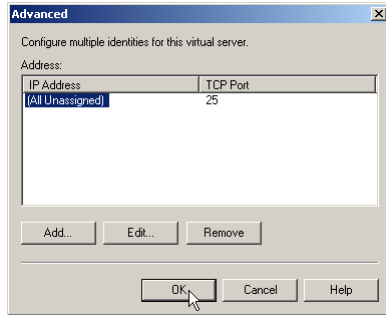 Advanced
Configure multiple identities for this virtual server.
Address:
IP Address TCP Port
(All Unassigned) 25
Add... Edit... Remove
OK Cancel Help